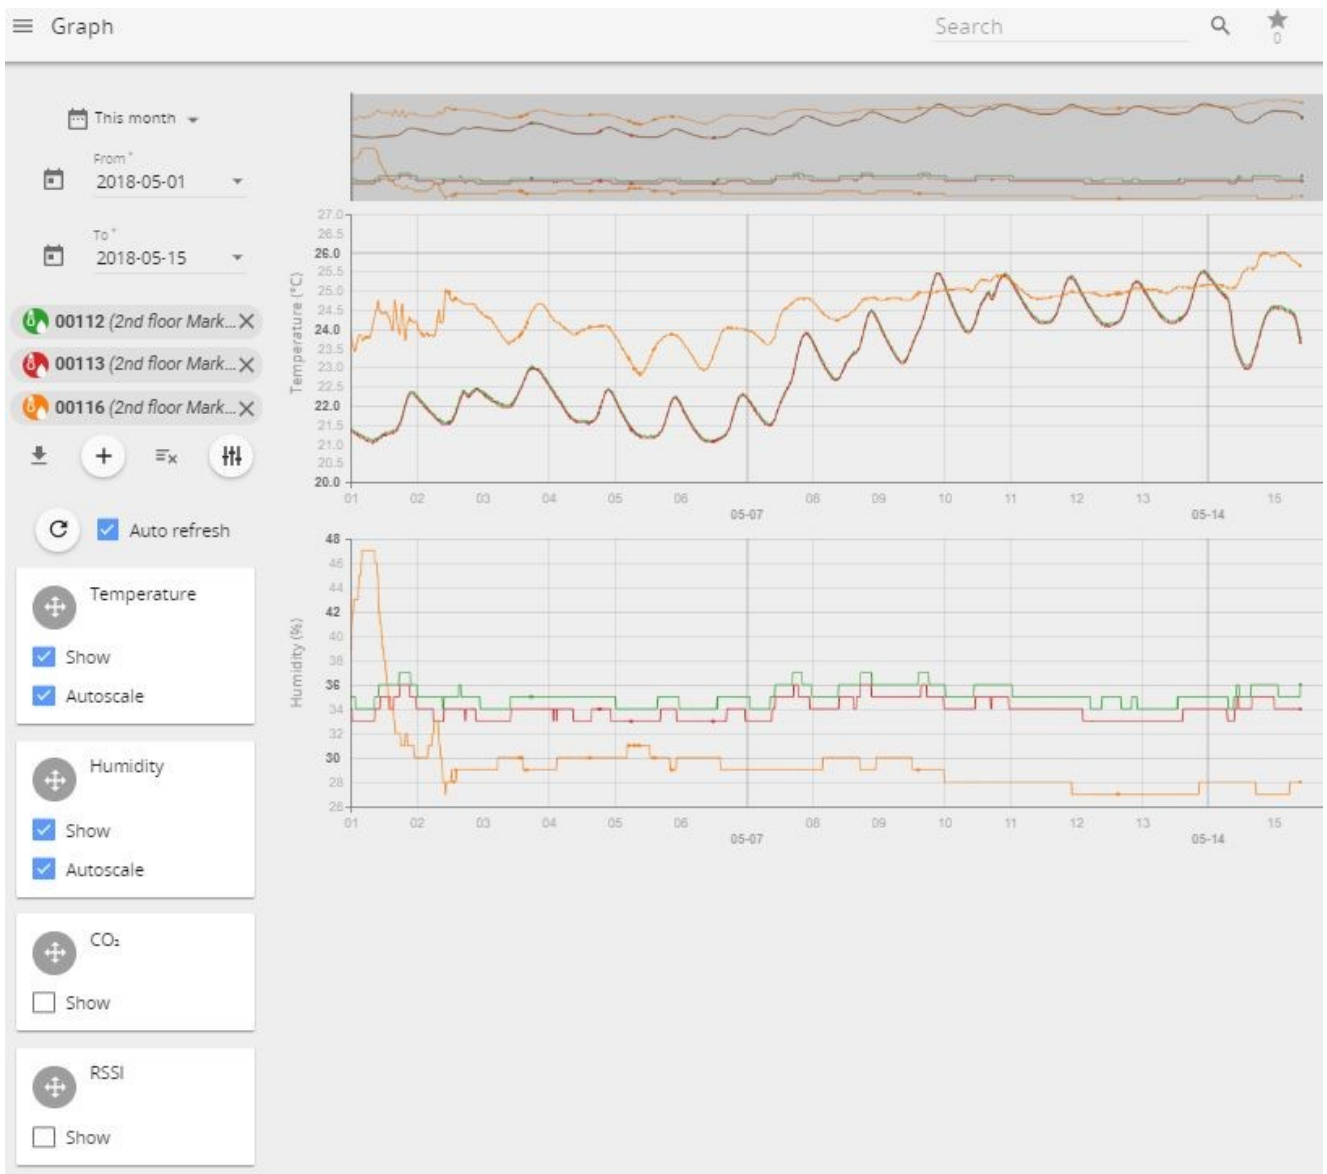 Graph
Search
0
This month
From *
2018-05-01
To *
2018-05-15
00112 (2nd floor Mark...
00113 (2nd floor Mark...
00116 (2nd floor Mark...
Auto refresh
Temperature
Show
Autoscale
Humidity
Show
Autoscale
CO₂
Show
RSSI
Show
Temperature (°C)
27.0
26.5
26.0
25.5
25.0
24.5
24.0
23.5
23.0
22.5
22.0
21.5
21.0
20.5
20.0
01 02 03 04 05 06 08 09 10 11 12 13 15
05-07 05-14
Humidity (%)
48
46
44
42
40
38
36
34
32
30
28
26
01 02 03 04 05 06 08 09 10 11 12 13 15
05-07 05-14